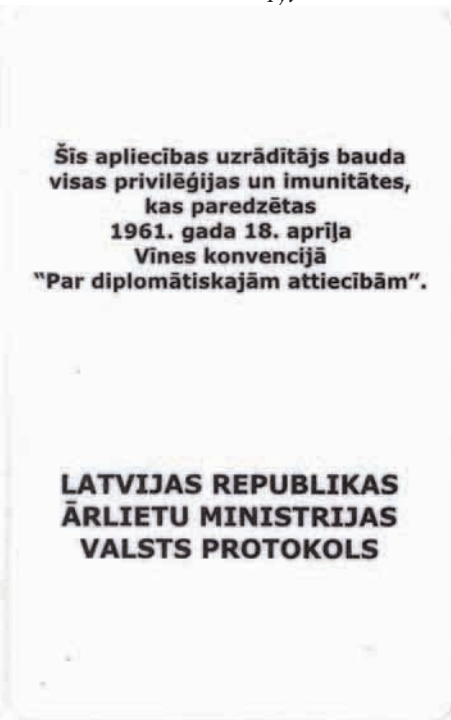 Šīs apliecības uzrādītājs bauda
visas privilēģijas un imunitātes,
kas paredzētas
1961. gada 18. aprīļa
Vīnes konvencijā
"Par diplomātiskajām attiecībām".
LATVIJAS REPUBLIKAS
ĀRLIETU MINISTRIJAS
VALSTS PROTOKOLS